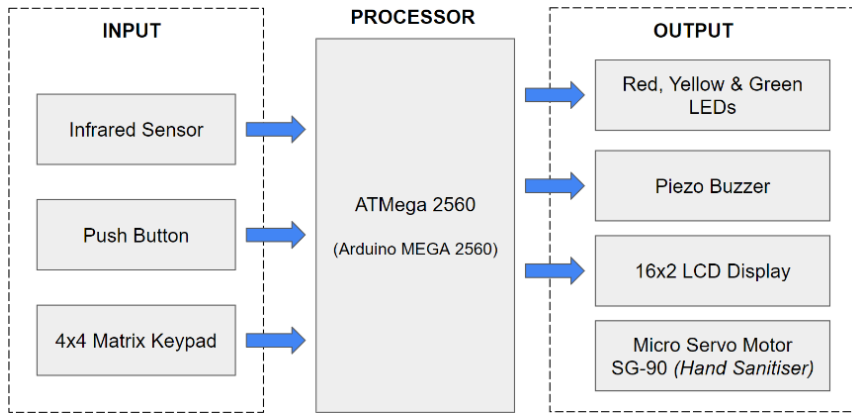 INPUT
Infrared Sensor
Push Button
4x4 Matrix Keypad
PROCESSOR
ATMega 2560
(Arduino MEGA 2560)
OUTPUT
Red, Yellow & Green
LEDs
Piezo Buzzer
16x2 LCD Display
Micro Servo Motor
SG-90 (Hand Sanitiser)